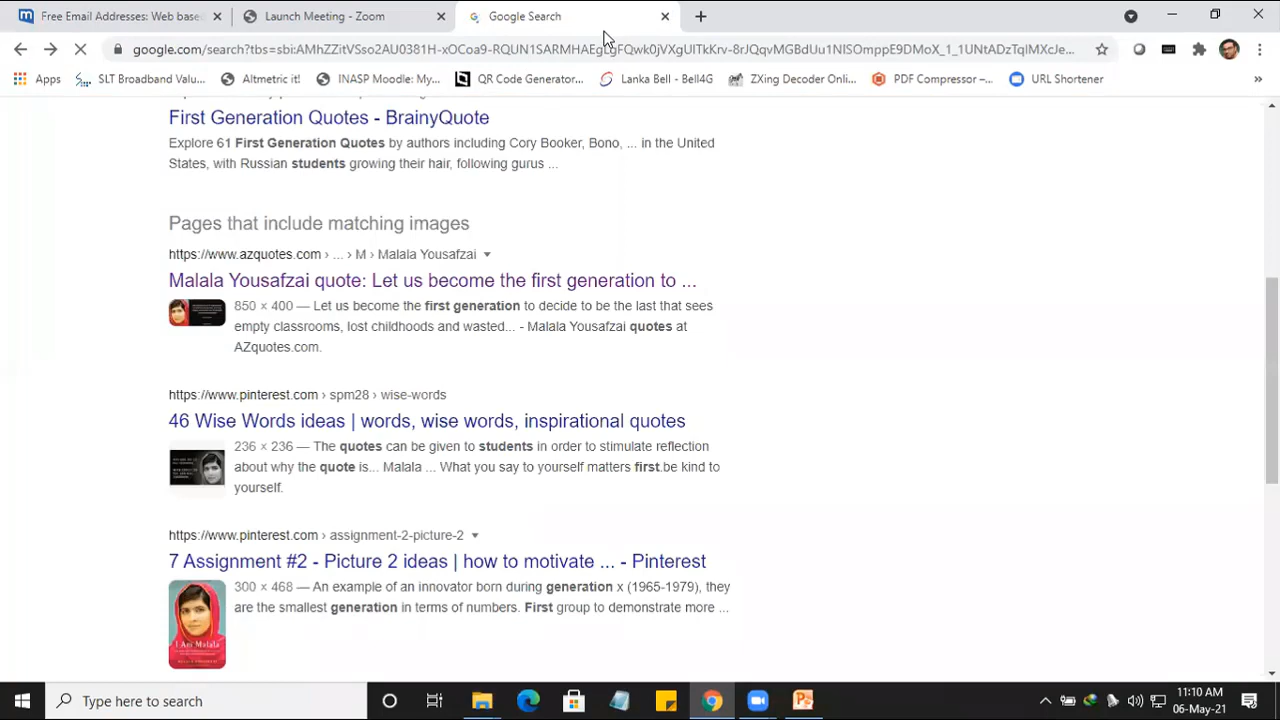 Free Email Addresses: Web base
Launch Meeting - Zoom
Google Search
google.com/search?tbs=sbi:AMhZZitVSso2AU0381H-xOCoa9-RQUN1SARMHAEgLgFQwk0jVXgUlTkKrv-8rJQqvMGBdUu1NISOmppE9DMoX_1_1UNtADzTqlMXcJe...
Apps
SLT Broadband | Inte...
Altmetric it!
INASP Moodle: My...
QR Code Generator...
Lanka Bell - Bell4G
ZXing Decoder Onl...
PDF Compressor –...
URL Shortener
»
First Generation Quotes - BrainyQuote
Explore 61 First Generation Quotes by authors including Cory Booker, Bono, ... in the United
States, with Russian students growing their hair, following gurus ...
Pages that include matching images
https://www.azquotes.com › ... › M › Malala Yousafzai
Malala Yousafzai quote: Let us become the first generation to ...
850 × 400 — Let us become the first generation to decide to be the last that sees
empty classrooms, lost childhoods and wasted... - Malala Yousafzai quotes at
AZquotes.com.
https://www.pinterest.com › spm28 › wise-words
46 Wise Words ideas | words, wise words, inspirational quotes
236 × 236 — The quotes can be given to students in order to stimulate reflection
about why the quote is... Malala ... What you say to yourself matters first.be kind to
yourself.
https://www.pinterest.com › assignment-2-picture-2
7 Assignment #2 - Picture 2 ideas | how to motivate ... - Pinterest
300 × 468 — An example of an innovator born during generation x (1965-1979), they
are the smallest generation in terms of numbers. First group to demonstrate more ...
I Am Malala
Type here to search
11:10 AM
06-May-21